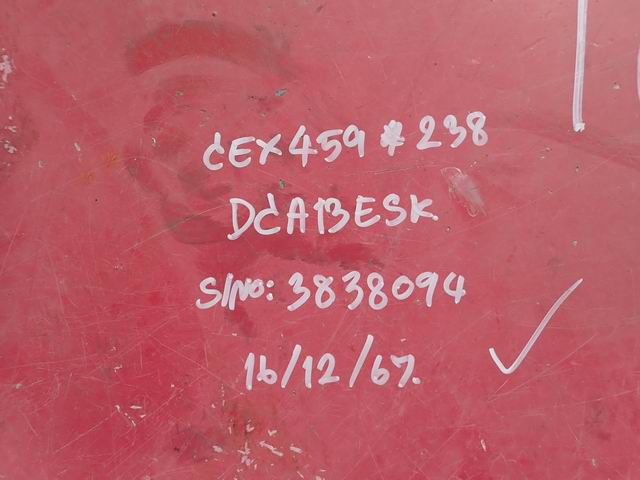 CEX459*238
DCA13ESK
S/No: 3838094
16/12/67.